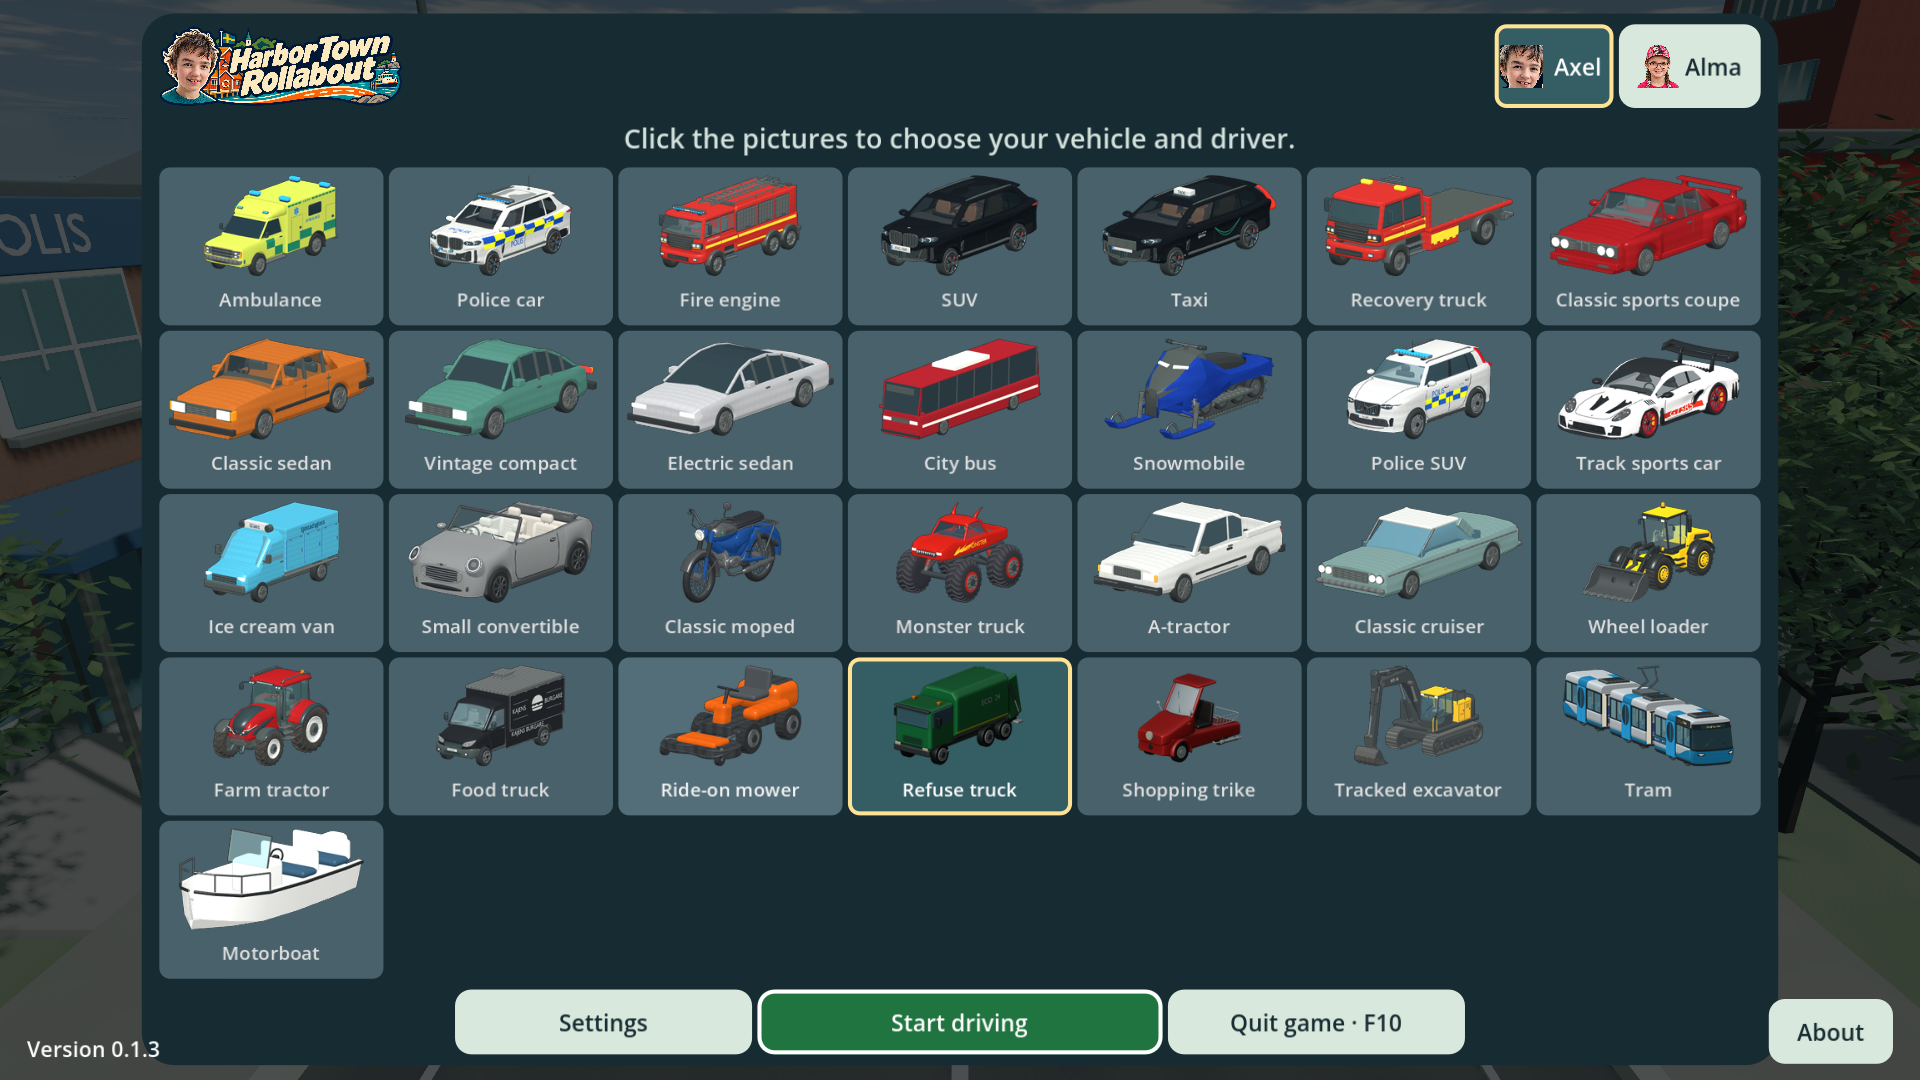 Harbor Town
Rollabout
Axel
Alma
Click the pictures to choose your vehicle and driver.
OLIS
Ambulance
Police car
Fire engine
SUV
Taxi
Recovery truck
Classic sports coupe
Classic sedan
Vintage compact
Electric sedan
City bus
Snowmobile
Police SUV
Track sports car
Ice cream van
Small convertible
Classic moped
Monster truck
A-tractor
Classic cruiser
Wheel loader
Farm tractor
Food truck
Ride-on mower
Refuse truck
Shopping trike
Tracked excavator
Tram
Motorboat
Settings
Start driving
Quit game · F10
About
Version 0.1.3